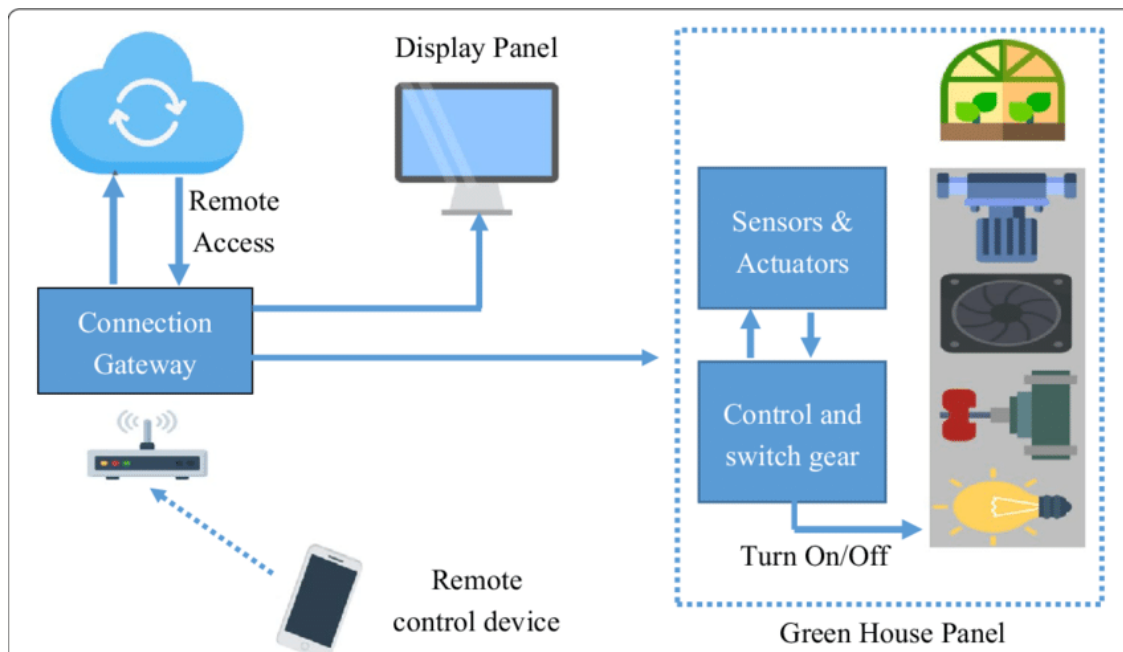 Display Panel
Remote
Access
Connection
Gateway
Remote
control device
Sensors &
Actuators
Control and
switch gear
Turn On/Off
Green House Panel